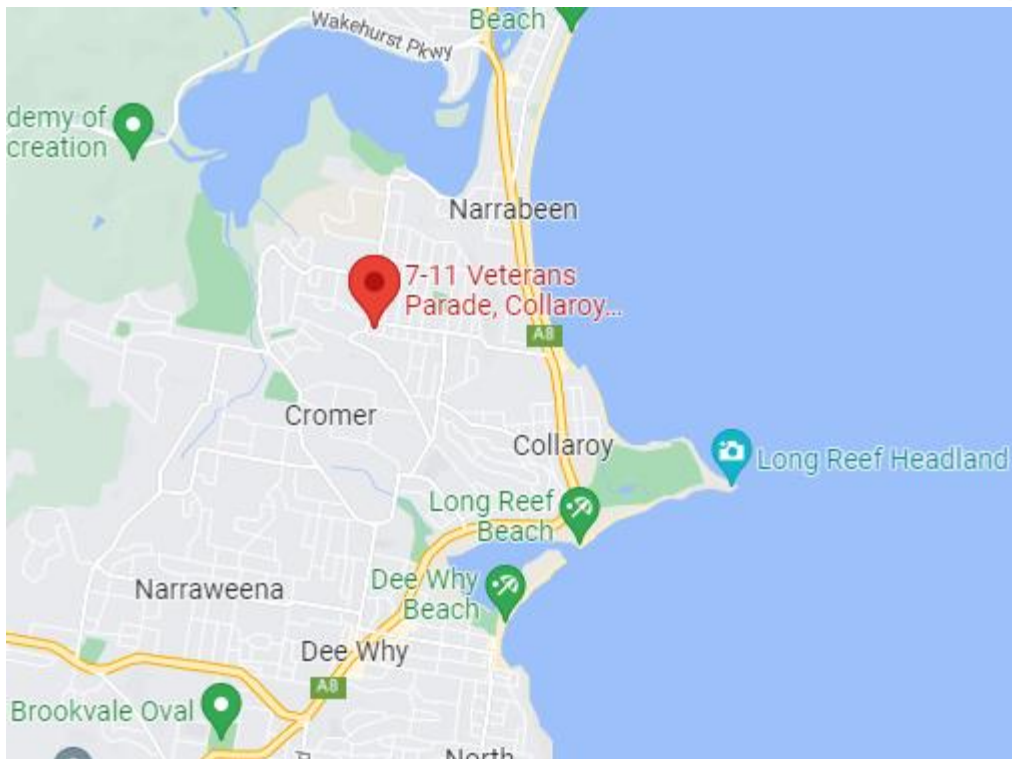 Beach
Wakehurst Pkwy
demy of
creation
Narrabeen
7-11 Veterans
Parade, Collaroy...
A8
Cromer
Collaroy
Long Reef Headland
Long Reef
Beach
Dee Why
Beach
Narraweena
Dee Why
A8
Brookvale Oval
North